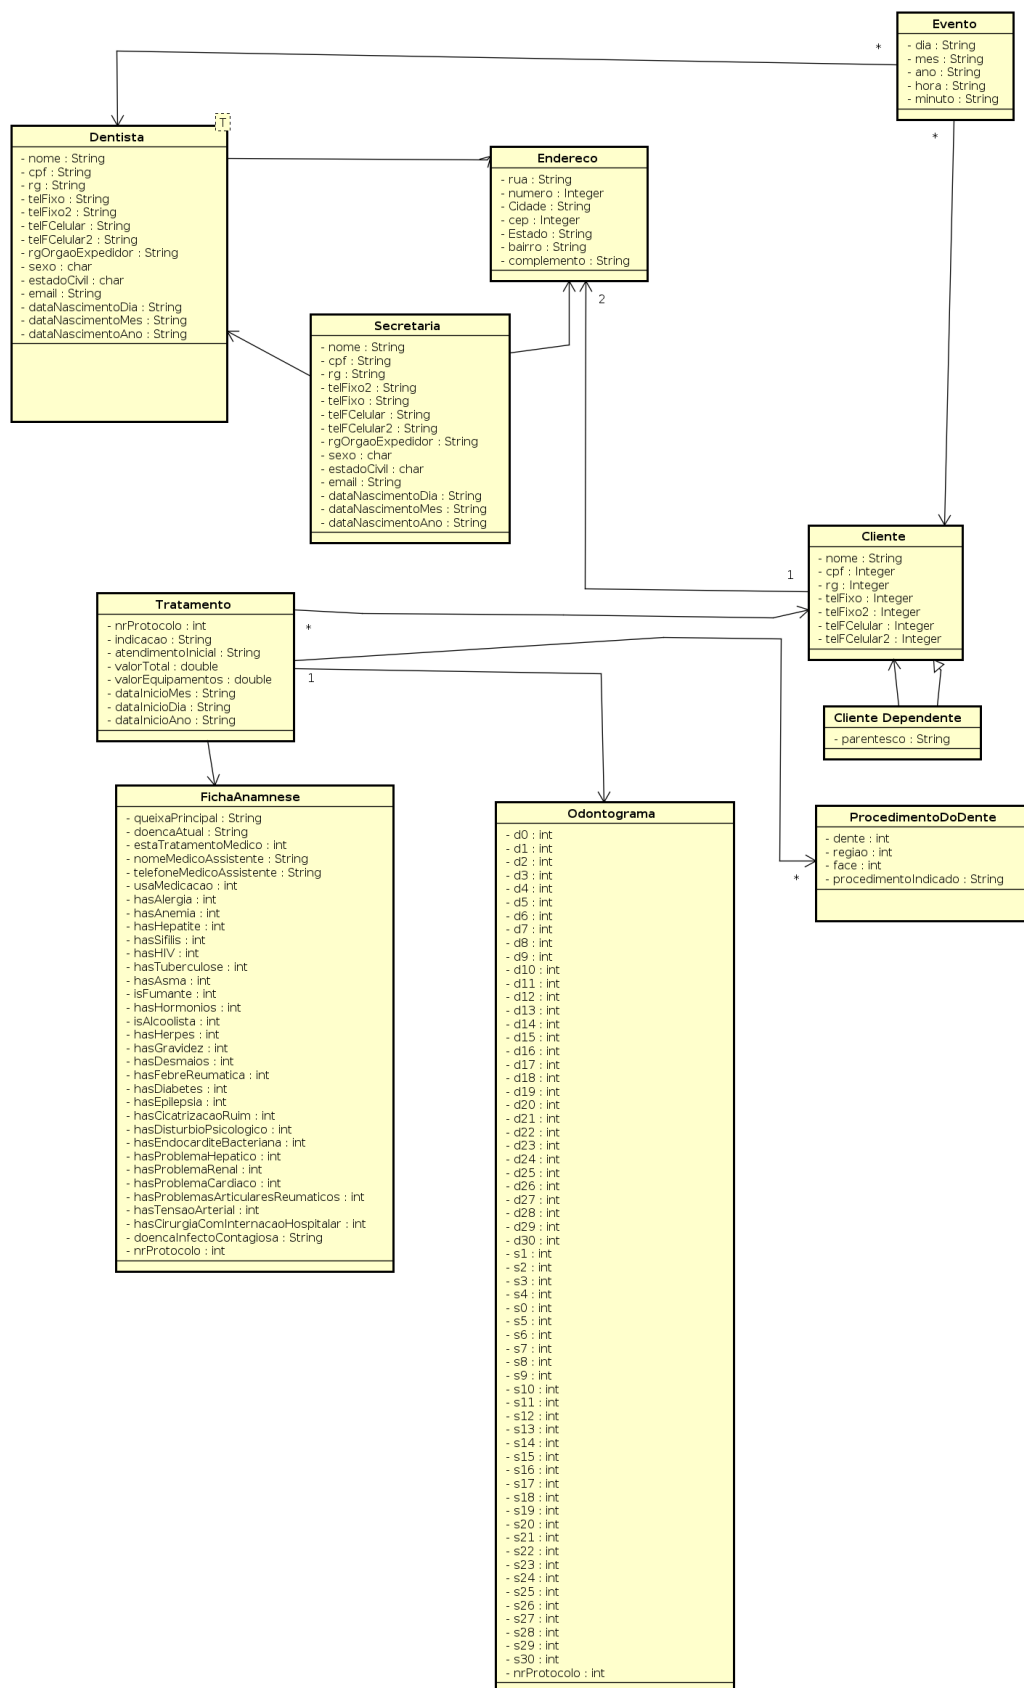 Evento
- dia : String
- mes : String
- ano : String
- hora : String
- minuto : String
*
*
T
Dentista
- nome : String
- cpf : String
- rg : String
- telFixo : String
- telFixo2 : String
- telFCelular : String
- telFCelular2 : String
- rgOrgaoExpedidor : String
- sexo : char
- estadoCivil : char
- email : String
- dataNascimentoDia : String
- dataNascimentoMes : String
- dataNascimentoAno : String
Endereco
- rua : String
- numero : Integer
- Cidade : String
- cep : Integer
- Estado : String
- bairro : String
- complemento : String
2
Secretaria
- nome : String
- cpf : String
- rg : String
- telFixo2 : String
- telFixo : String
- telFCelular : String
- telFCelular2 : String
- rgOrgaoExpedidor : String
- sexo : char
- estadoCivil : char
- email : String
- dataNascimentoDia : String
- dataNascimentoMes : String
- dataNascimentoAno : String
1
Cliente
- nome : String
- cpf : Integer
- rg : Integer
- telFixo : Integer
- telFixo2 : Integer
- telFCelular : Integer
- telFCelular2 : Integer
Tratamento
- nrProtocolo : int
- indicacao : String
- atendimentoInicial : String
- valorTotal : double
- valorEquipamentos : double
- dataInicioMes : String
- dataInicioDia : String
- dataInicioAno : String
*
1
Cliente Dependente
- parentesco : String
FichaAnamnese
- queixaPrincipal : String
- doencaAtual : String
- estaTratamentoMedico : int
- nomeMedicoAssistente : String
- telefoneMedicoAssistente : String
- usaMedicacao : int
- hasAlergia : int
- hasAnemia : int
- hasHepatite : int
- hasSifilis : int
- hasHIV : int
- hasTuberculose : int
- hasAsma : int
- isFumante : int
- hasHormonios : int
- isAlcoolista : int
- hasHerpes : int
- hasGravidez : int
- hasDesmaios : int
- hasFebreReumatica : int
- hasDiabetes : int
- hasEpilepsia : int
- hasCicatrizacaoRuim : int
- hasDisturbioPsicologico : int
- hasEndocarditeBacteriana : int
- hasProblemaHepatico : int
- hasProblemaRenal : int
- hasProblemaCardiaco : int
- hasProblemasArticularesReumaticos : int
- hasTensaoArterial : int
- hasCirurgiaComInternacaoHospitalar : int
- doencaInfectoContagiosa : String
- nrProtocolo : int
Odontograma
- d0 : int
- d1 : int
- d2 : int
- d3 : int
- d4 : int
- d5 : int
- d6 : int
- d7 : int
- d8 : int
- d9 : int
- d10 : int
- d11 : int
- d12 : int
- d13 : int
- d14 : int
- d15 : int
- d16 : int
- d17 : int
- d18 : int
- d19 : int
- d20 : int
- d21 : int
- d22 : int
- d23 : int
- d24 : int
- d25 : int
- d26 : int
- d27 : int
- d28 : int
- d29 : int
- d30 : int
- s1 : int
- s2 : int
- s3 : int
- s4 : int
- s0 : int
- s5 : int
- s6 : int
- s7 : int
- s8 : int
- s9 : int
- s10 : int
- s11 : int
- s12 : int
- s13 : int
- s14 : int
- s15 : int
- s16 : int
- s17 : int
- s18 : int
- s19 : int
- s20 : int
- s21 : int
- s22 : int
- s23 : int
- s24 : int
- s25 : int
- s26 : int
- s27 : int
- s28 : int
- s29 : int
- s30 : int
- nrProtocolo : int
ProcedimentoDoDente
- dente : int
- regiao : int
- face : int
- procedimentoIndicado : String
*